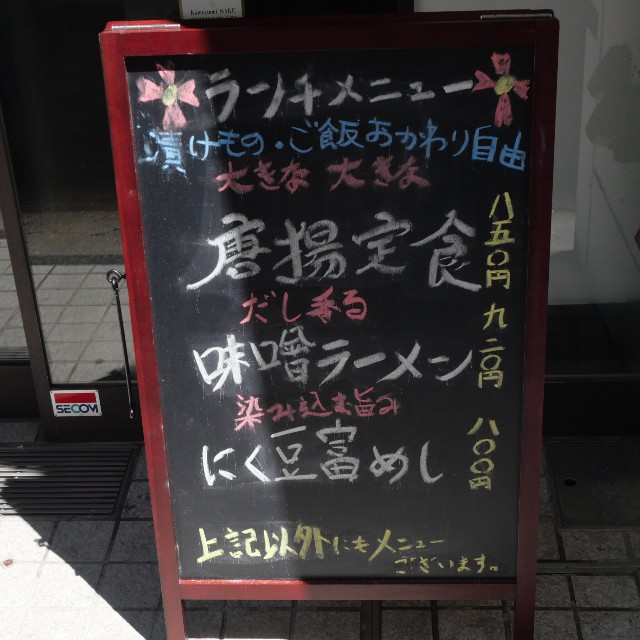 ランチメニュー
漬けもの・ご飯おかわり自由
大きな 大きな
唐揚定食 八五〇円
だし香る
味噌ラーメン 九二〇円
染み込む旨み
にく豆富めし 八〇〇円
上記以外にもメニュー
ございます。
SECOM